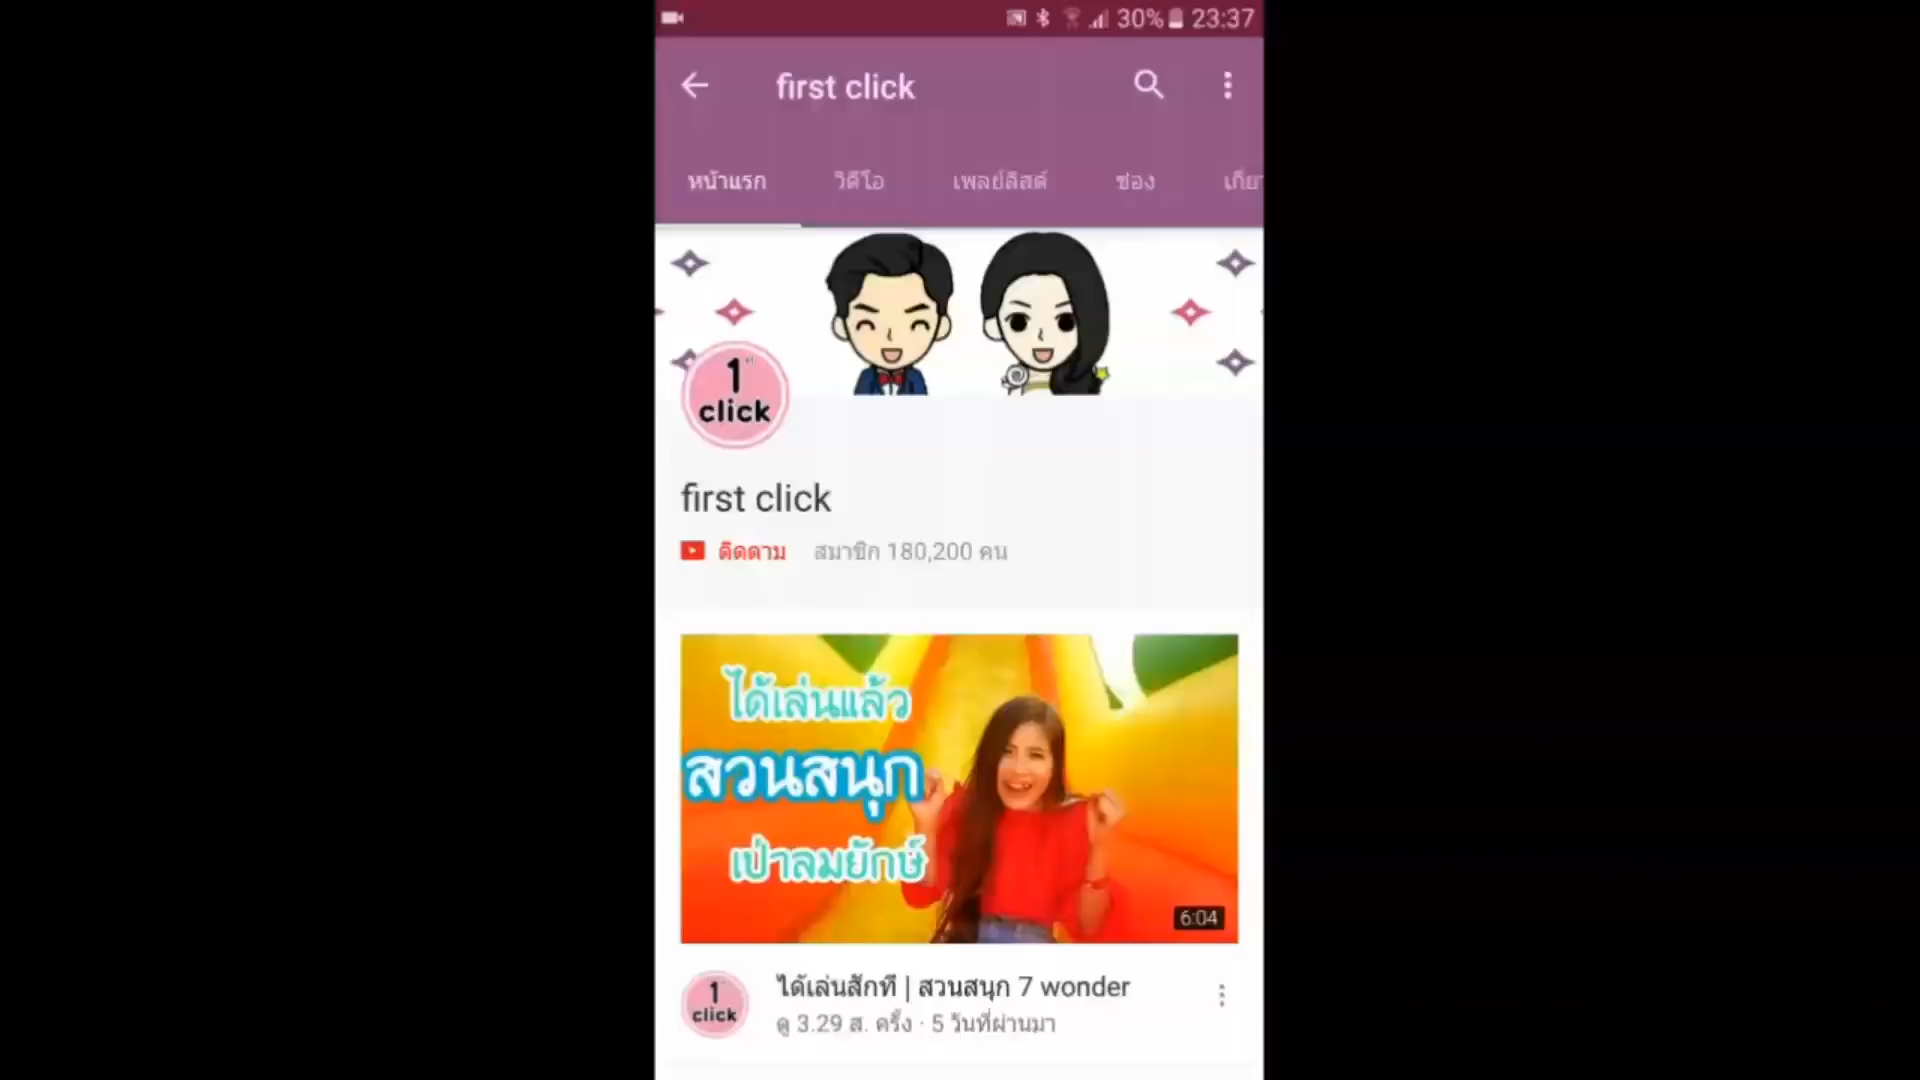 30% 23:37
first click
หน้าแรก วิดีโอ เพลย์ลิสต์ ช่อง เกี่ย
1st
click
first click
ติดตาม สมาชิก 180,200 คน
ได้เล่นแล้ว
สวนสนุก
เป่าลมยักษ์
6:04
1
click
ได้เล่นสักที | สวนสนุก 7 wonder
ดู 3.29 ส. ครั้ง · 5 วันที่ผ่านมา